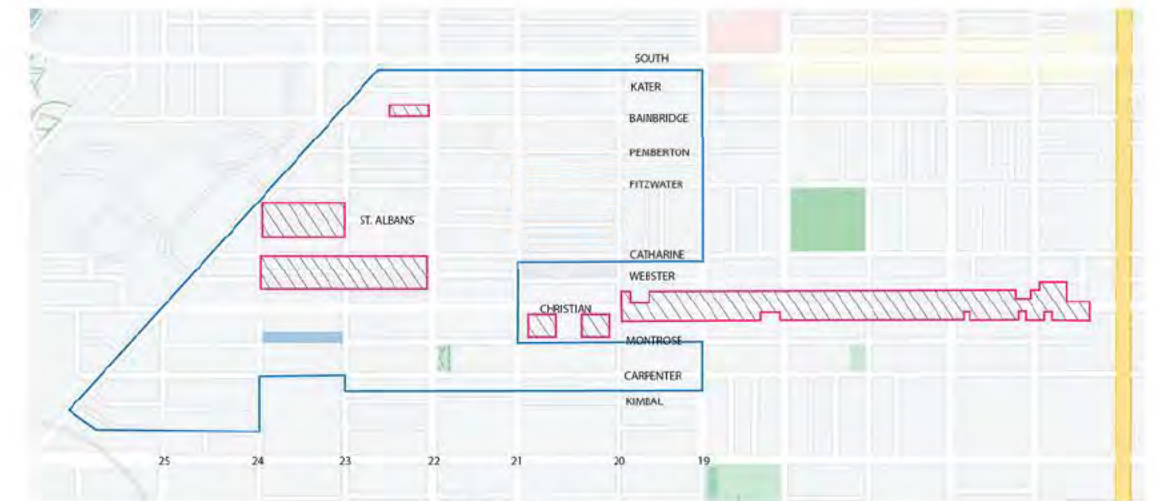 SOUTH
KATER
BAINBRIDGE
PEMBERTON
FITZWATER
ST. ALBANS
CATHARINE
WEBSTER
CHRISTIAN
MONTROSE
CARPENTER
KIMBAL
25 24 23 22 21 20 19